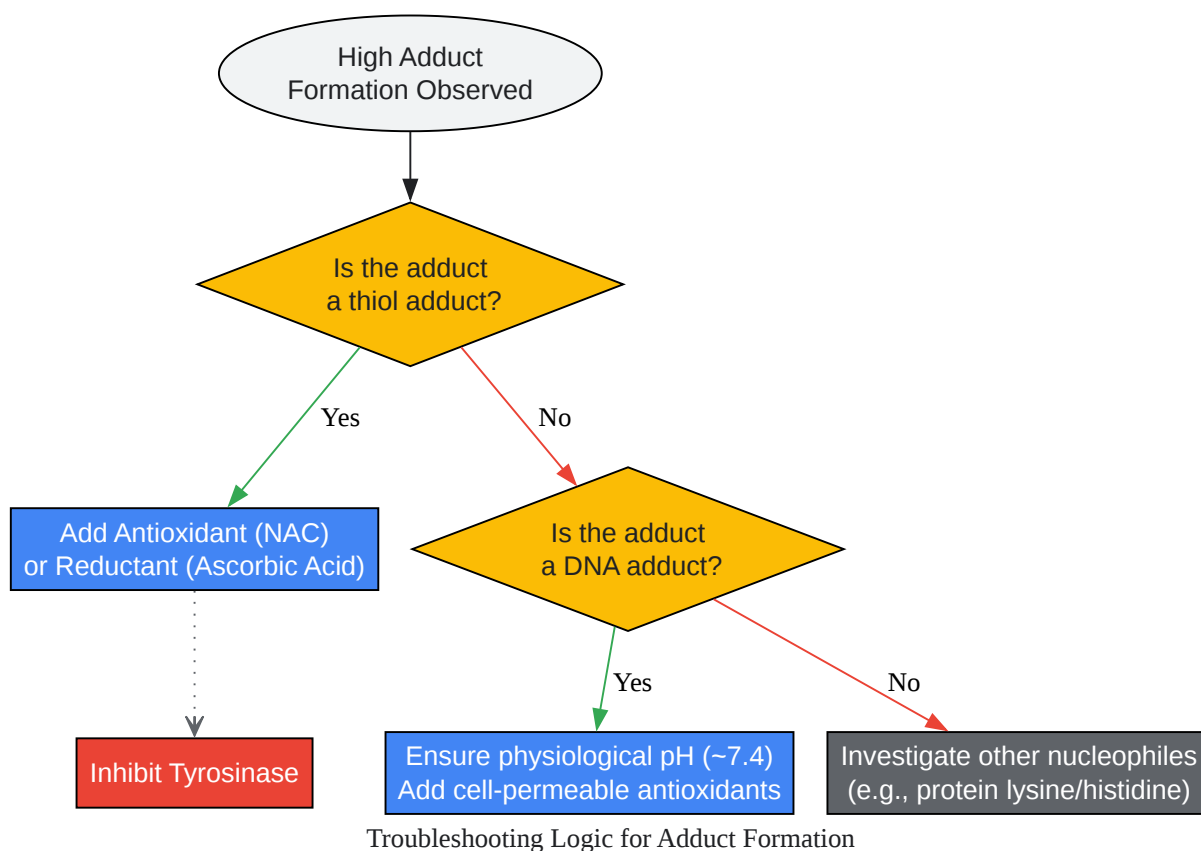 High Adduct
Formation Observed
Is the adduct
a thiol adduct?
Yes
No
Add Antioxidant (NAC)
or Reductant (Ascorbic Acid)
Is the adduct
a DNA adduct?
Yes
No
Inhibit Tyrosinase
Ensure physiological pH (~7.4)
Add cell-permeable antioxidants
Investigate other nucleophiles
(e.g., protein lysine/histidine)
Troubleshooting Logic for Adduct Formation